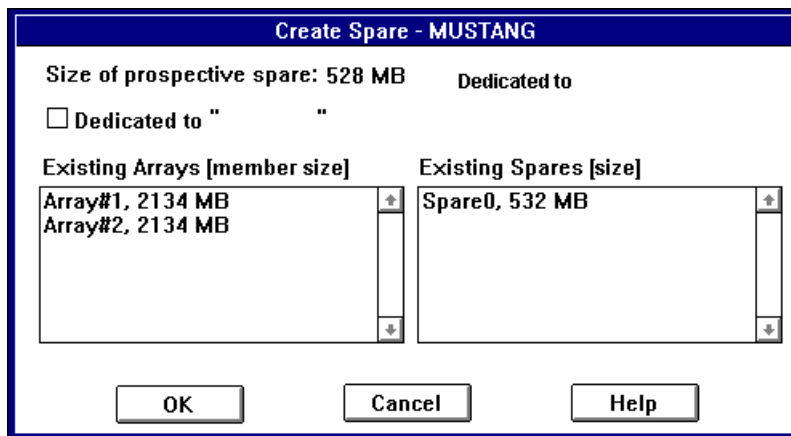 Create Spare - MUSTANG
Size of prospective spare: 528 MB Dedicated to
Dedicated to " "
Existing Arrays [member size] Existing Spares [size]
Array#1, 2134 MB Spare0, 532 MB
Array#2, 2134 MB
OK Cancel Help